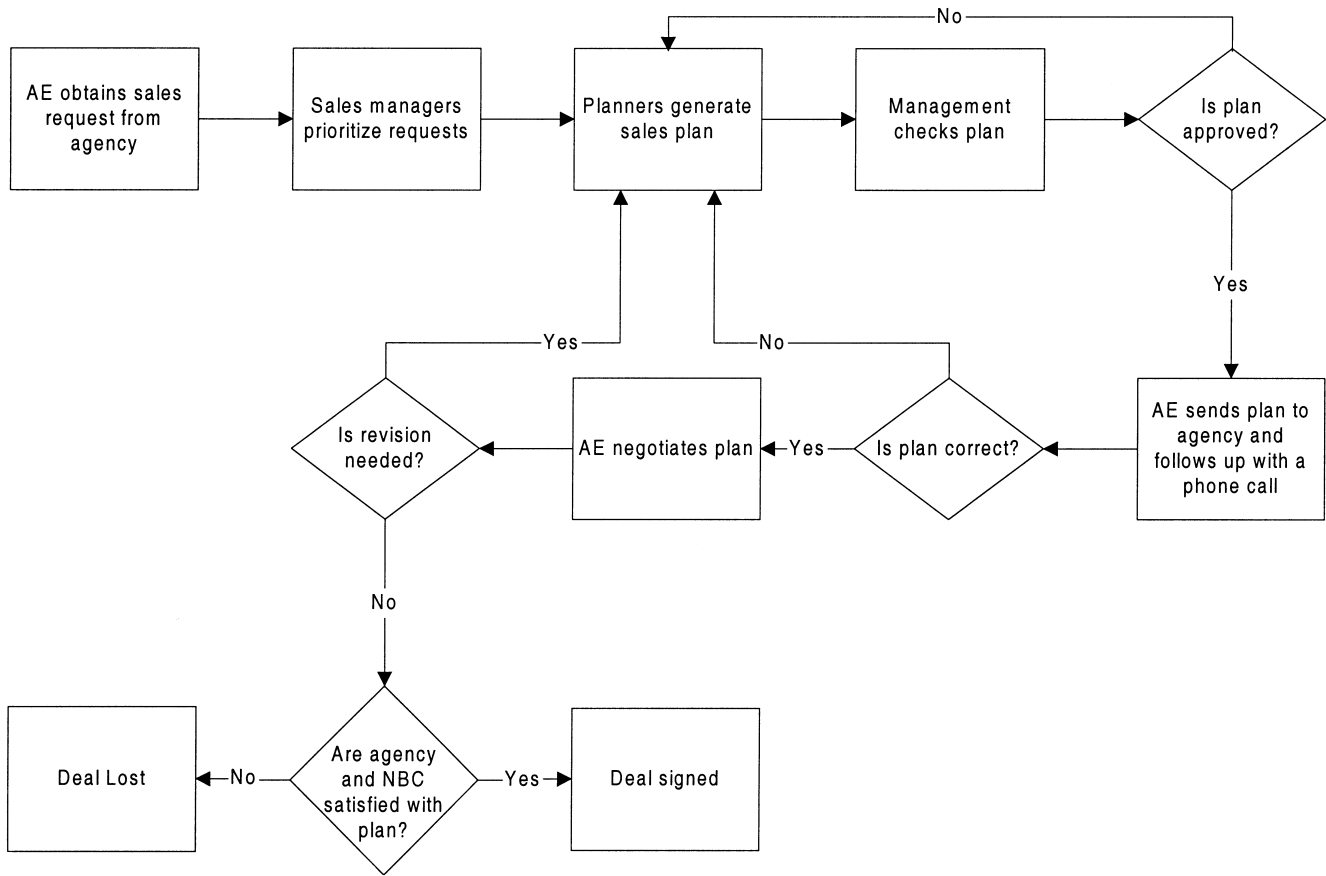 No
AE obtains sales
request from
agency
Sales managers
prioritize requests
Planners generate
sales plan
Management
checks plan
Is plan
approved?
Yes
Yes
No
Is revision
needed?
AE negotiates plan
Yes
Is plan correct?
AE sends plan to
agency and
follows up with a
phone call
No
Deal Lost
No
Are agency
and NBC
satisfied with
plan?
Yes
Deal signed